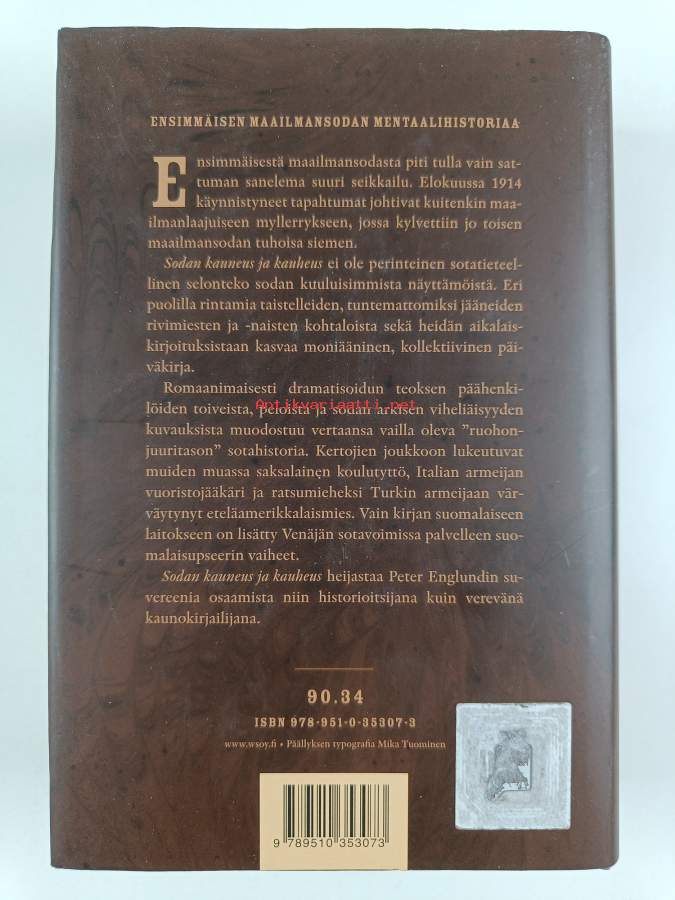 ENSIMMÄISEN MAAILMANSODAN MENTAALIHISTORIAA
Ensimmäisestä maailmansodasta piti tulla vain sat-
tuman sanelema suuri seikkailu. Elokuussa 1914
käynnistyneet tapahtumat johtivat kuitenkin maa-
ilmanlaajuiseen myllerrykseen, jossa kylvettiin jo toisen
maailmansodan tuhoisa siemen.
Sodan kauneus ja kauheus ei ole perinteinen sotatieteel-
linen selonteko sodan kuuluisimmista näyttämöistä. Eri
puolilla rintamia taistelleiden, tuntemattomiksi jääneiden
rivimiesten ja -naisten kohtaloista sekä heidän aikalais-
kirjoituksistaan kasvaa moniääninen, kollektiivinen päi-
väkirja.
Romaanimaisesti dramatisoidun teoksen päähenki-
Antikvariaatti.net
löiden toiveista, peloista ja sodan arkisen viheliäisyyden
kuvauksista muodostuu vertaansa vailla oleva ”ruohon-
juuritason” sotahistoria. Kertojien joukkoon lukeutuvat
muiden muassa saksalainen koulutyttö, Italian armeijan
vuoristojääkäri ja ratsumieheksi Turkin armeijaan vär-
väytynyt eteläamerikkalaismies. Vain kirjan suomalaiseen
laitokseen on lisätty Venäjän sotavoimissa palvelleen suo-
malaisupseerin vaiheet.
Sodan kauneus ja kauheus heijastaa Peter Englundin su-
vereenia osaamista niin historioitsijana kuin verevänä
kaunokirjailijana.
90.34
ISBN 978-951-0-35307-3
www.wsoy.fi • Päällyksen typografia Mika Tuominen
9 789510 353073